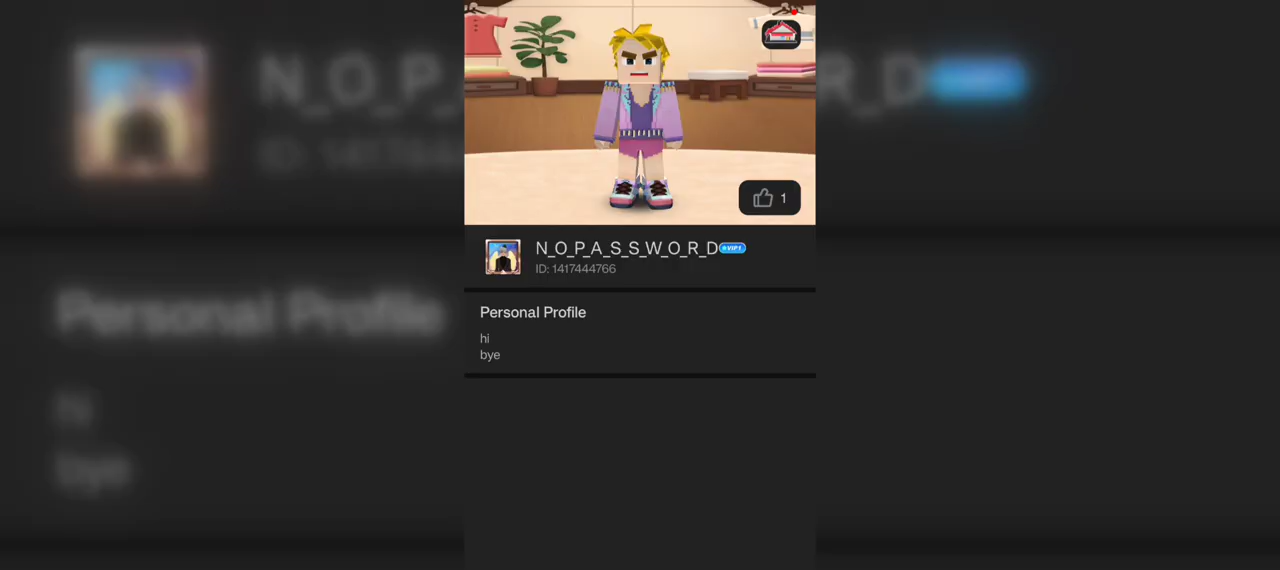 1
N_O_P_A_S_S_W_O_R_D VIP1
ID: 1417444766
Personal Profile
hi
bye